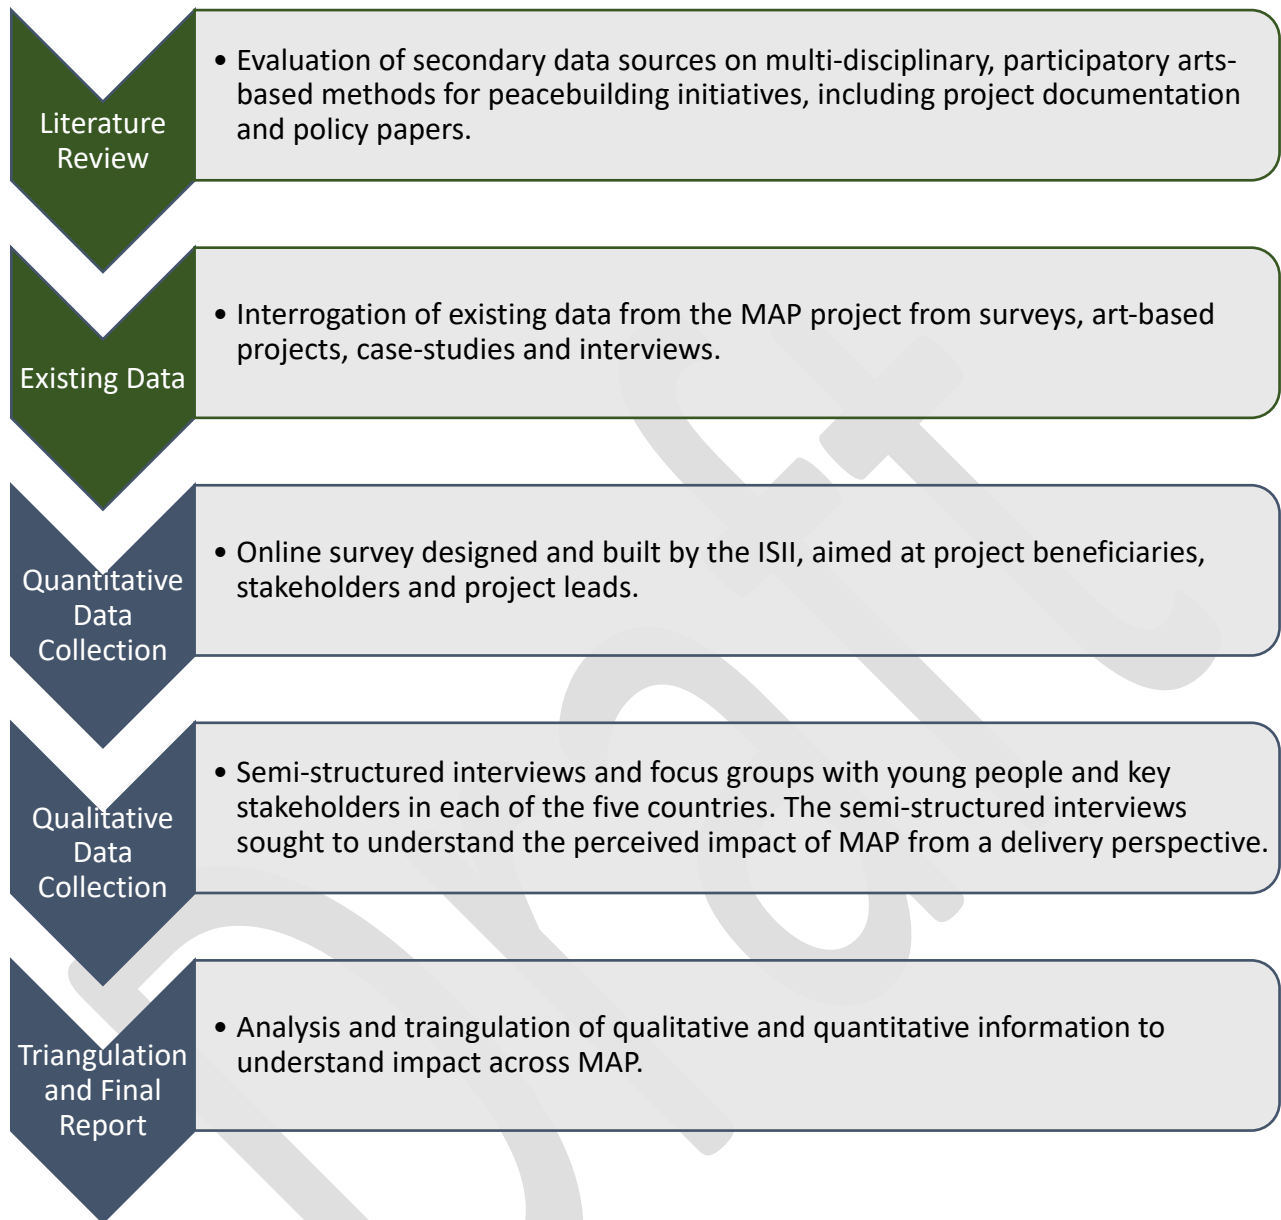 Literature
Review
• Evaluation of secondary data sources on multi-disciplinary, participatory arts-
based methods for peacebuilding initiatives, including project documentation
and policy papers.
Existing Data
• Interrogation of existing data from the MAP project from surveys, art-based
projects, case-studies and interviews.
Quantitative
Data
Collection
• Online survey designed and built by the ISII, aimed at project beneficiaries,
stakeholders and project leads.
Qualitative
Data
Collection
• Semi-structured interviews and focus groups with young people and key
stakeholders in each of the five countries. The semi-structured interviews
sought to understand the perceived impact of MAP from a delivery perspective.
Triangulation
and Final
Report
• Analysis and traingulation of qualitative and quantitative information to
understand impact across MAP.
Draft